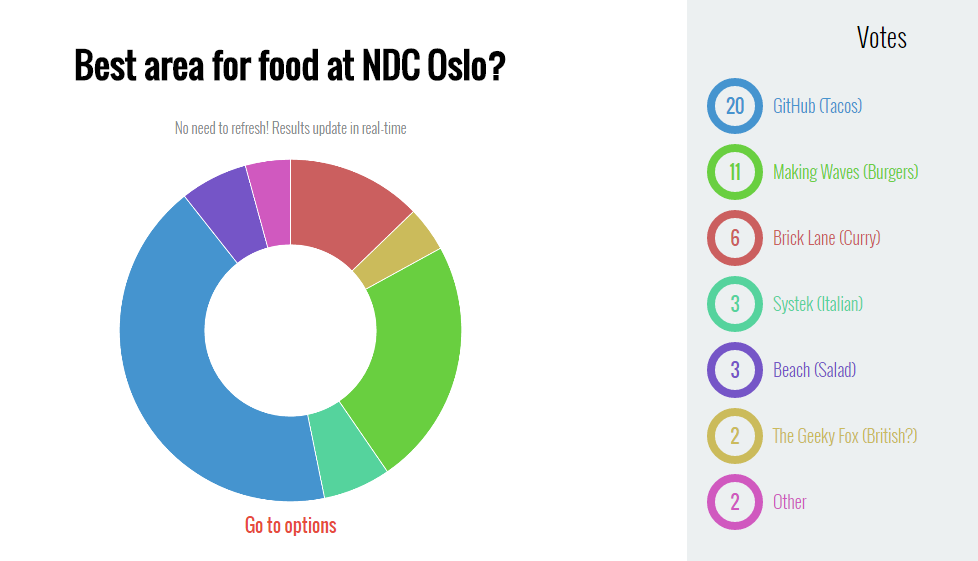 Best area for food at NDC Oslo?
No need to refresh! Results update in real-time
Go to options
Votes
20 GitHub (Tacos)
11 Making Waves (Burgers)
6 Brick Lane (Curry)
3 Systek (Italian)
3 Beach (Salad)
2 The Geeky Fox (British?)
2 Other